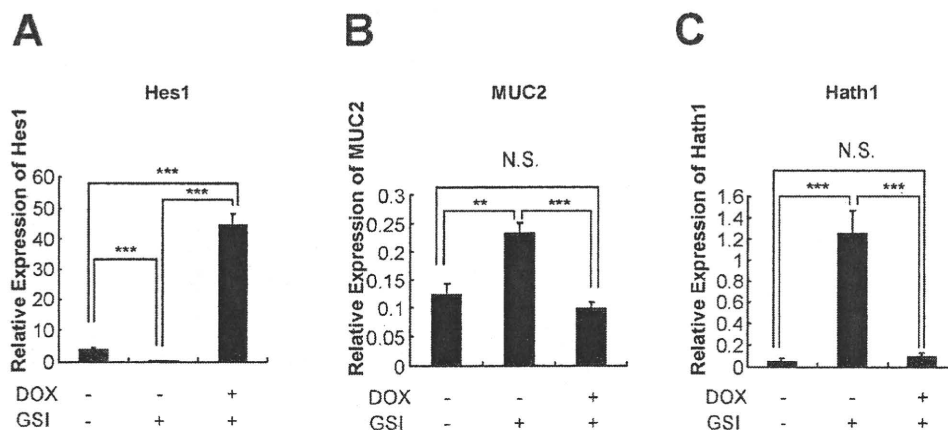 A
B
C
Hes1
MUC2
Hath1
Relative Expression of Hes1
60
50
40
30
20
10
0
***
***
***
DOX - - +
GSI - + +
Relative Expression of MUC2
0.3
0.25
0.2
0.15
0.1
0.05
0
N.S.
**
***
DOX - - +
GSI - + +
Relative Expression of Hath1
1.6
1.4
1.2
1
0.8
0.6
0.4
0.2
0
N.S.
***
***
DOX - - +
GSI - + +